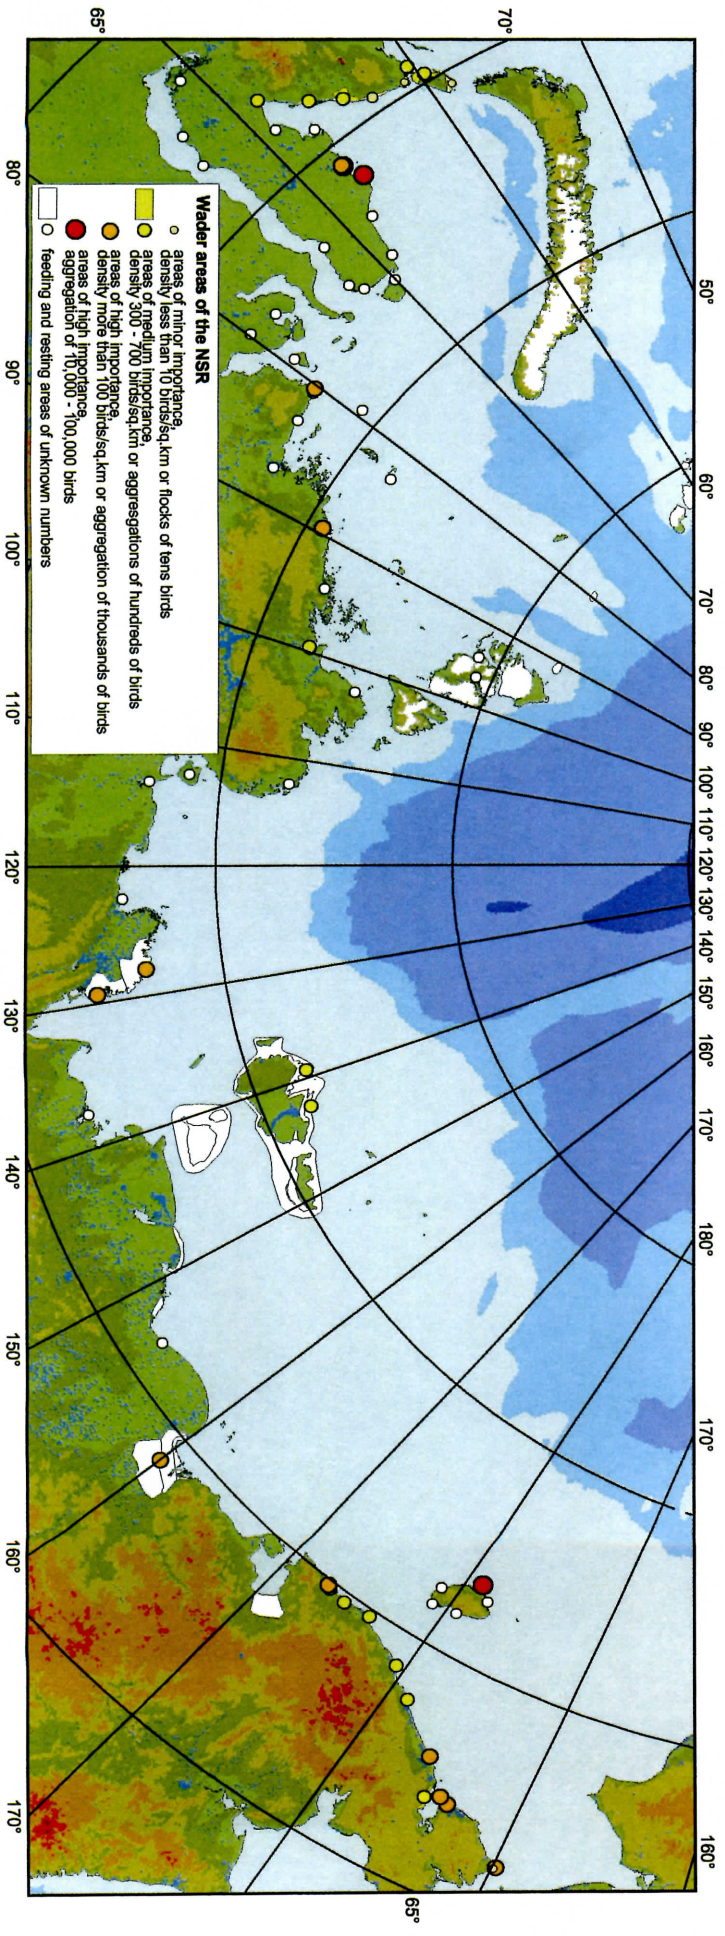 50° 60° 70° 80° 90° 100° 110° 120° 130° 140° 150° 160° 170° 180° 170° 160°
70°
65°
65°
Wader areas of the NSR
areas of minor importance,
density less than 10 birds/sq.km or flocks of tens birds
areas of medium importance,
density 300 - 700 birds/sq.km or aggresgations of hundreds of birds
areas of high importance,
density more than 100 birds/sq.km or aggregation of thousands of birds
areas of high importance,
aggregation of 10,000 - 100,000 birds
feeding and resting areas of unknown numbers
80° 90° 100° 110° 120° 130° 140° 150° 160° 170°